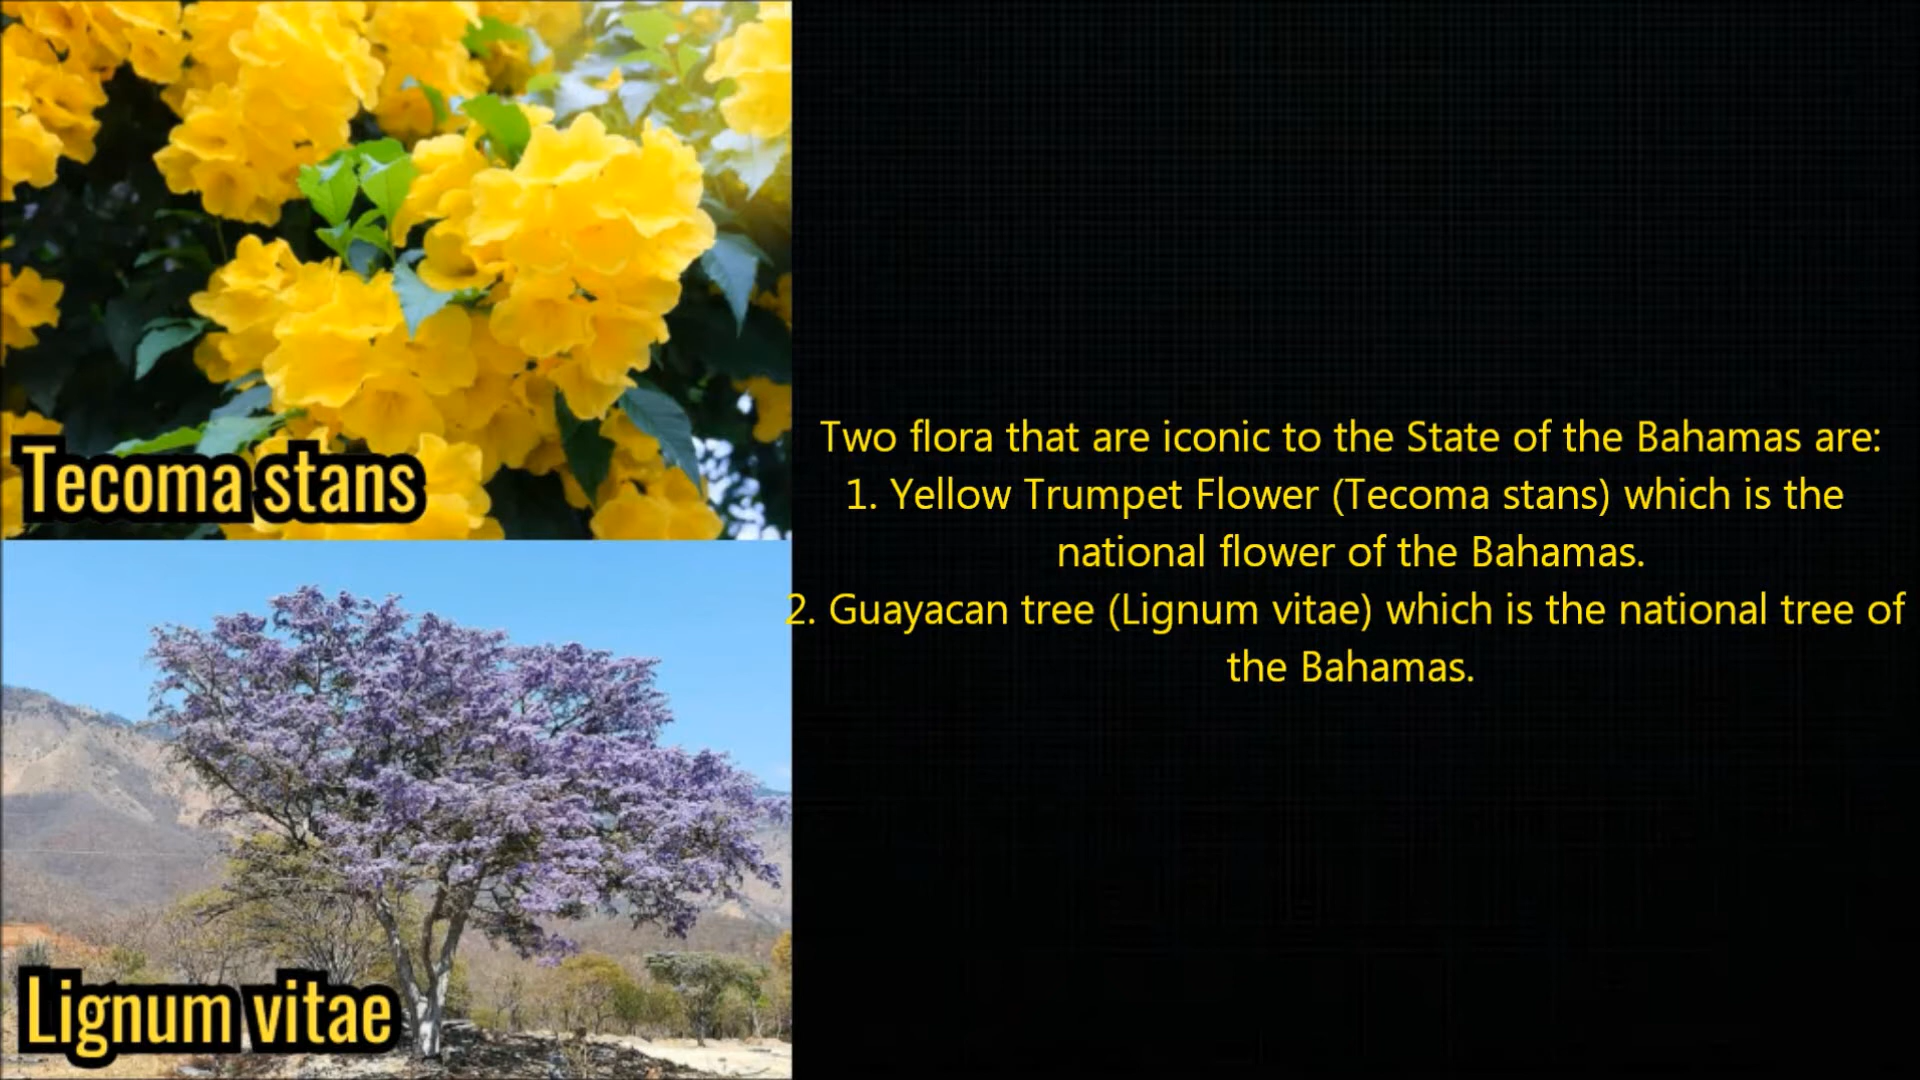 Tecoma stans
Lignum vitae
Two flora that are iconic to the State of the Bahamas are:
1. Yellow Trumpet Flower (Tecoma stans) which is the
national flower of the Bahamas.
2. Guayacan tree (Lignum vitae) which is the national tree of
the Bahamas.